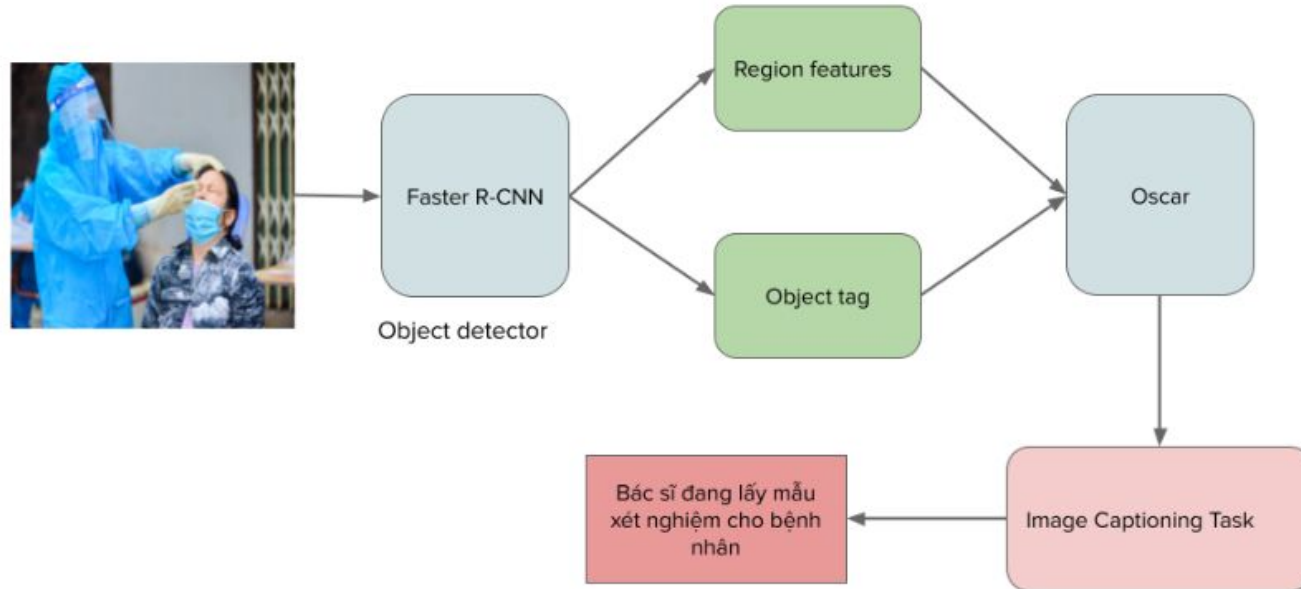 Region features
Faster R-CNN
Oscar
Object tag
Object detector
Bác sĩ đang lấy mẫu
xét nghiệm cho bệnh
nhân
Image Captioning Task